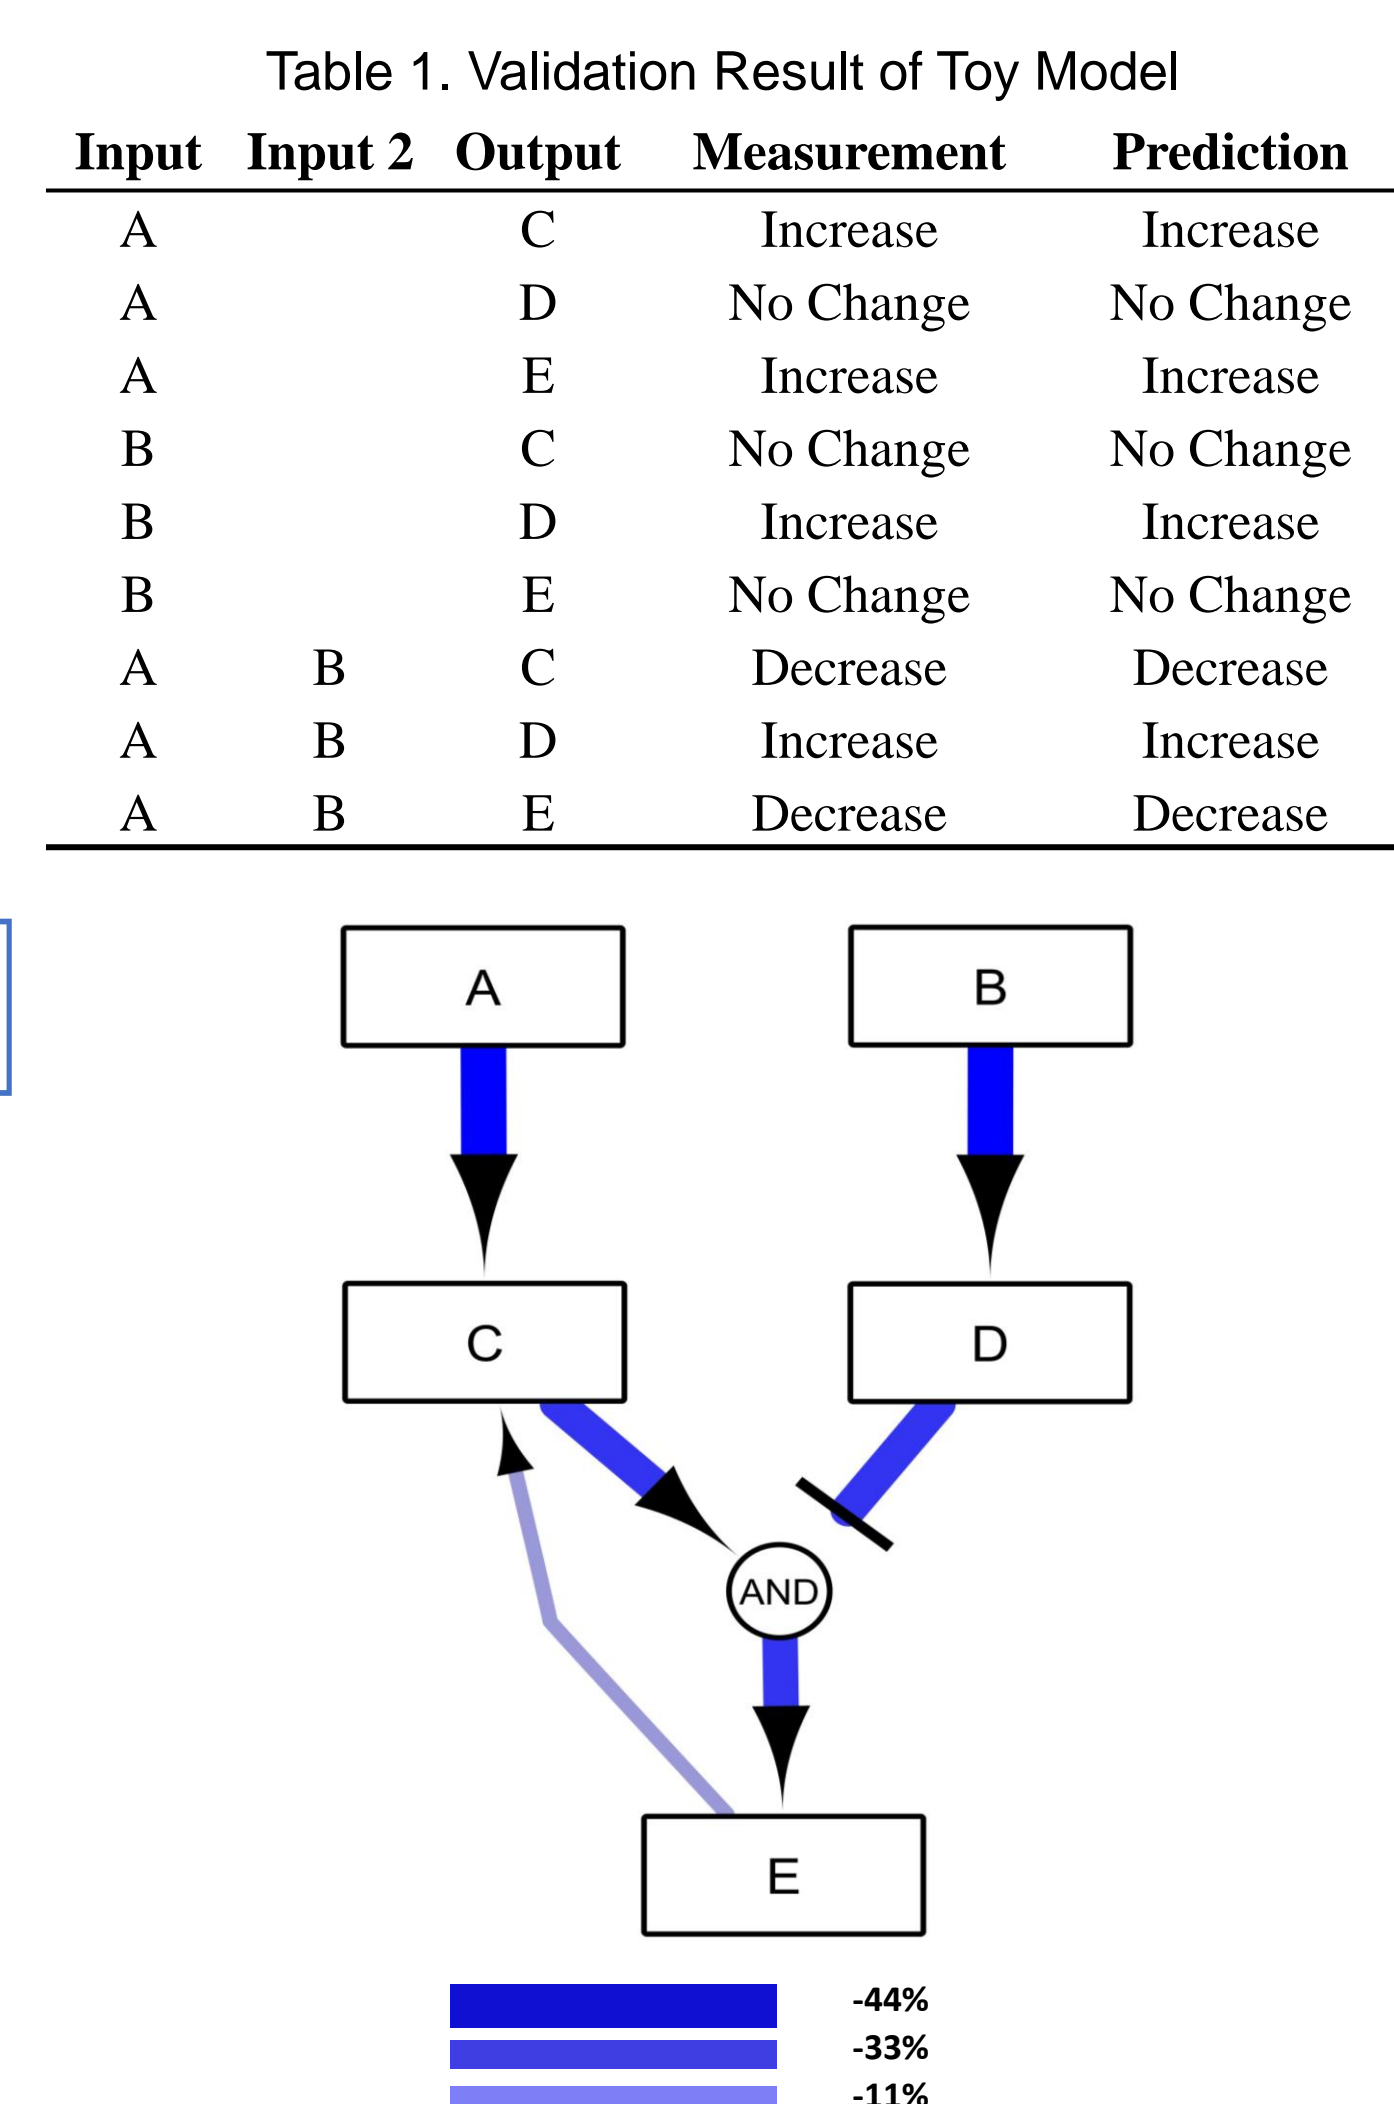 Table 1. Validation Result of Toy Model
Input Input 2 Output Measurement Prediction
A C Increase Increase
A D No Change No Change
A E Increase Increase
B C No Change No Change
B D Increase Increase
B E No Change No Change
A B C Decrease Decrease
A B D Increase Increase
A B E Decrease Decrease
A B
C D
AND
E
-44%
-33%
-11%